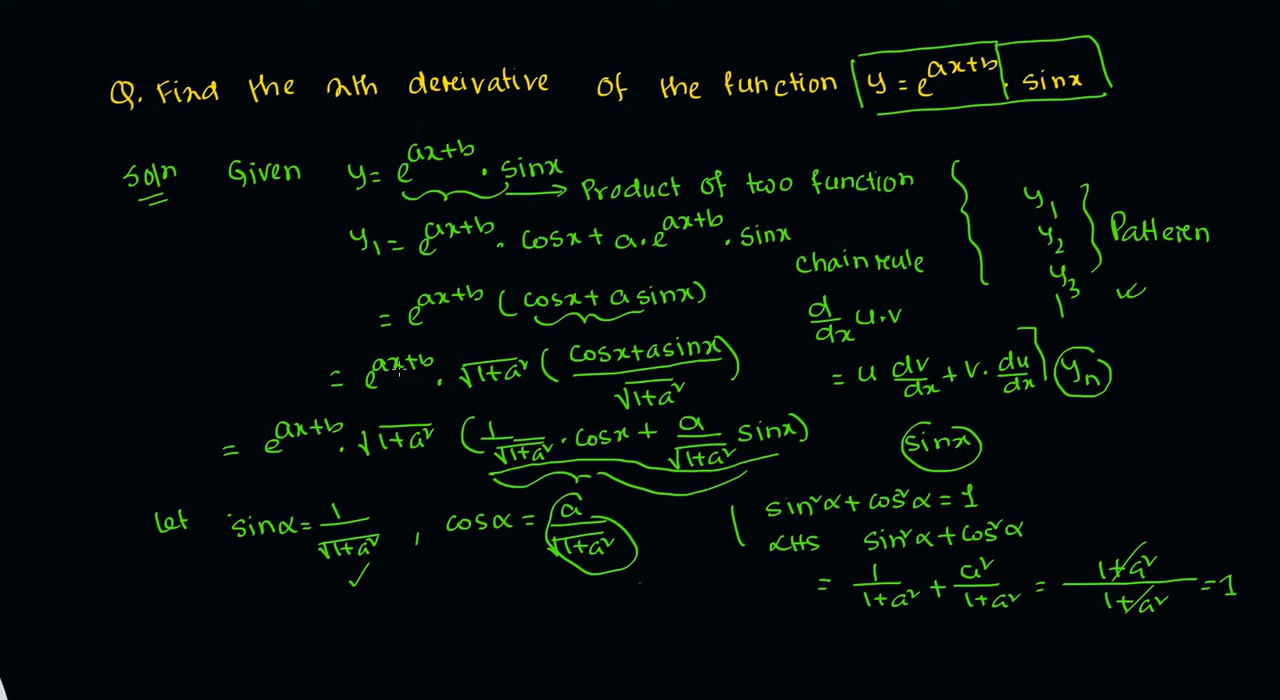 Q. Find the nth derivative of the function y = e^{ax+b} . sinx
Soln Given y = e^{ax+b} . sinx → Product of two function
y₁ = e^{ax+b} . cosx + a . e^{ax+b} . sinx
chain rule
y₁
y₂
y₃
Pattern
= e^{ax+b} (cosx + a sinx)
d/dx u.v
= e^{ax+b} . √1+a² ( cosx+asinx / √1+a² )
= u dv/dx + v . du/dx
yₙ
= e^{ax+b} . √1+a² ( 1/√1+a² . cosx + a/√1+a² sinx)
sinx
Let sinα = 1/√1+a² , cosα = a/√1+a²
sin²α + cos²α = 1
LHS sin²α + cos²α
= 1/1+a² + a²/1+a² = 1+a²/1+a² = 1